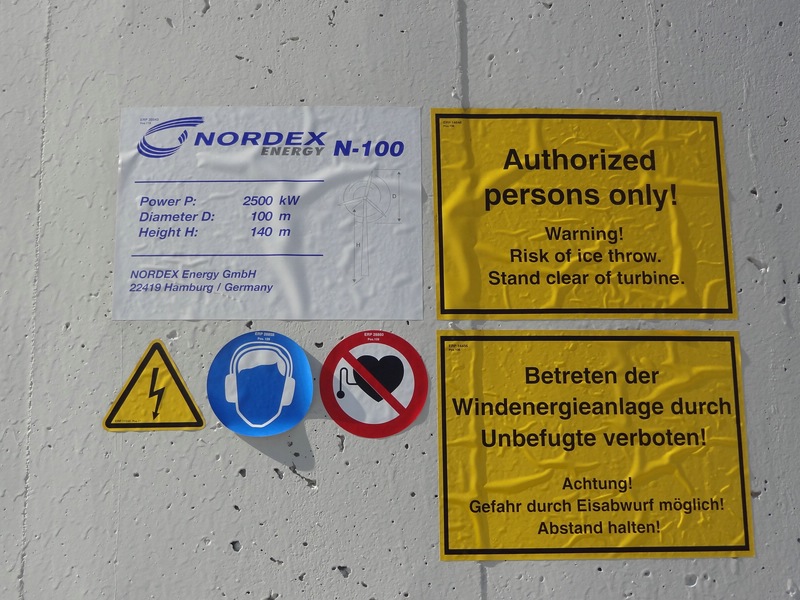 NORDEX
ENERGY
N-100
Power P: 2500 kW
Diameter D: 100 m
Height H: 140 m
D
H
NORDEX Energy GmbH
22419 Hamburg / Germany
Authorized
persons only!
Warning!
Risk of ice throw.
Stand clear of turbine.
Betreten der
Windenergieanlage durch
Unbefugte verboten!
Achtung!
Gefahr durch Eisabwurf möglich!
Abstand halten!